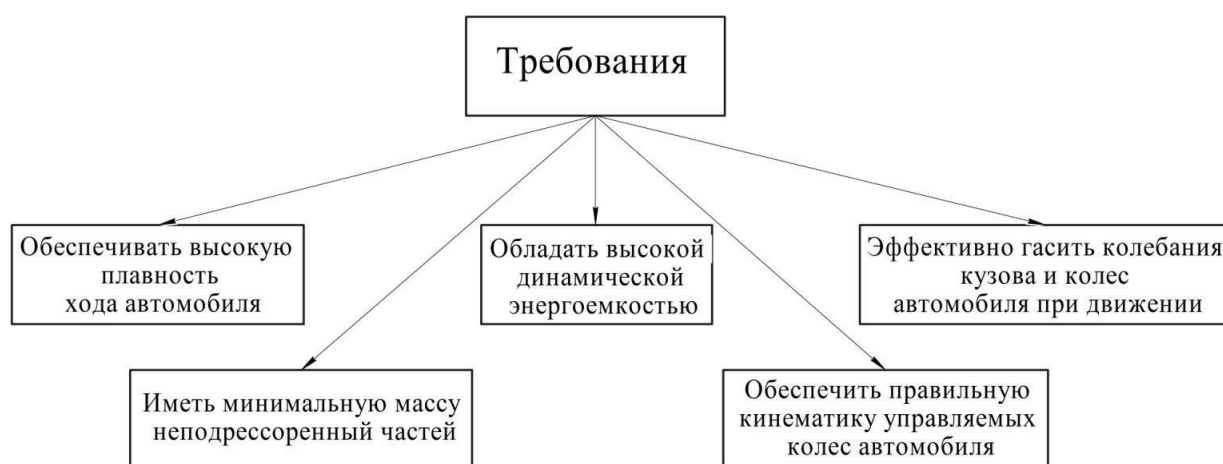 Требования
Обеспечивать высокую
плавность
хода автомобиля
Обладать высокой
динамической
энергоемкостью
Эффективно гасить колебания
кузова и колес
автомобиля при движении
Иметь минимальную массу
неподрессоренный частей
Обеспечить правильную
кинематику управляемых
колес автомобиля